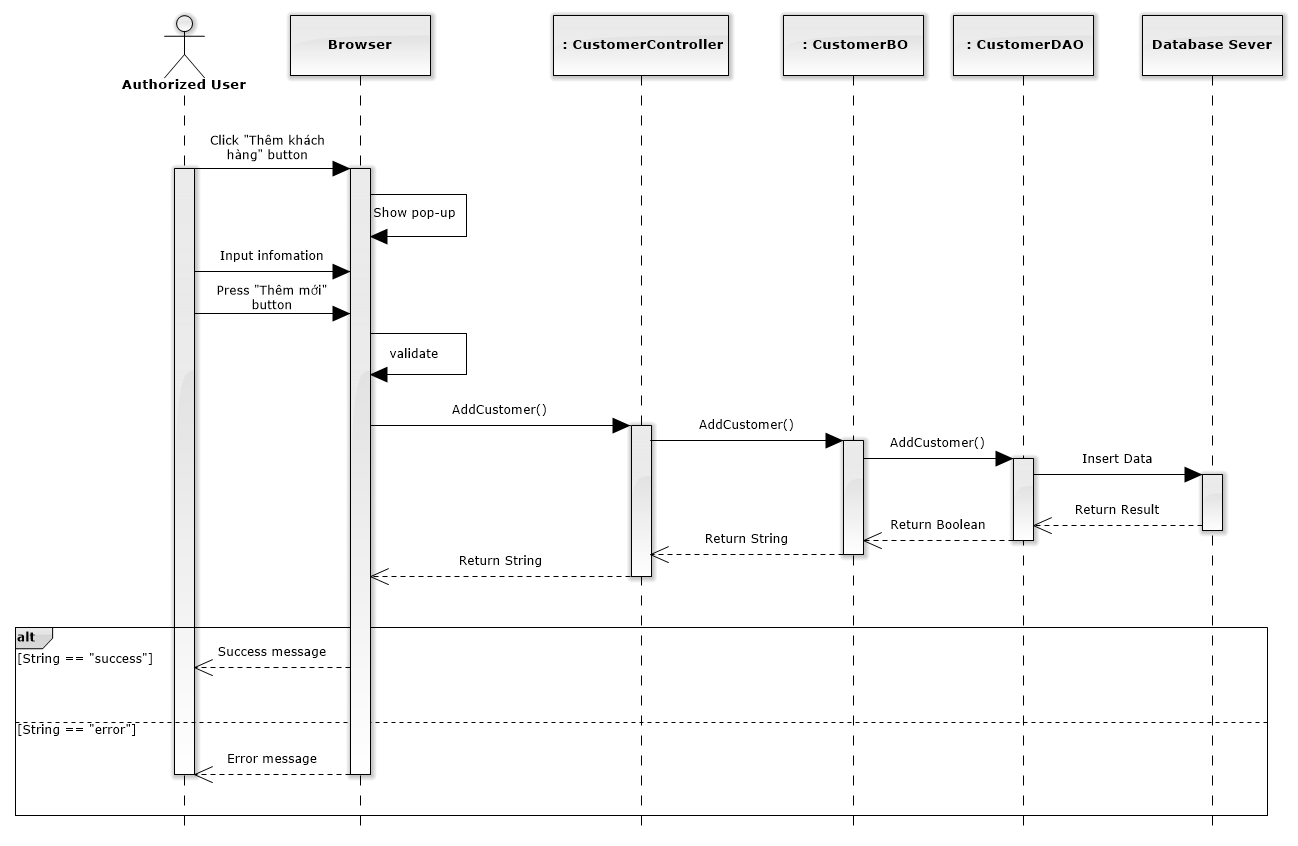 Authorized User
Browser
: CustomerController
: CustomerBO
: CustomerDAO
Database Sever
Click "Thêm khách
hàng" button
Show pop-up
Input infomation
Press "Thêm mới"
button
validate
AddCustomer()
AddCustomer()
AddCustomer()
Insert Data
Return Result
Return Boolean
Return String
Return String
alt
[String == "success"]
Success message
[String == "error"]
Error message